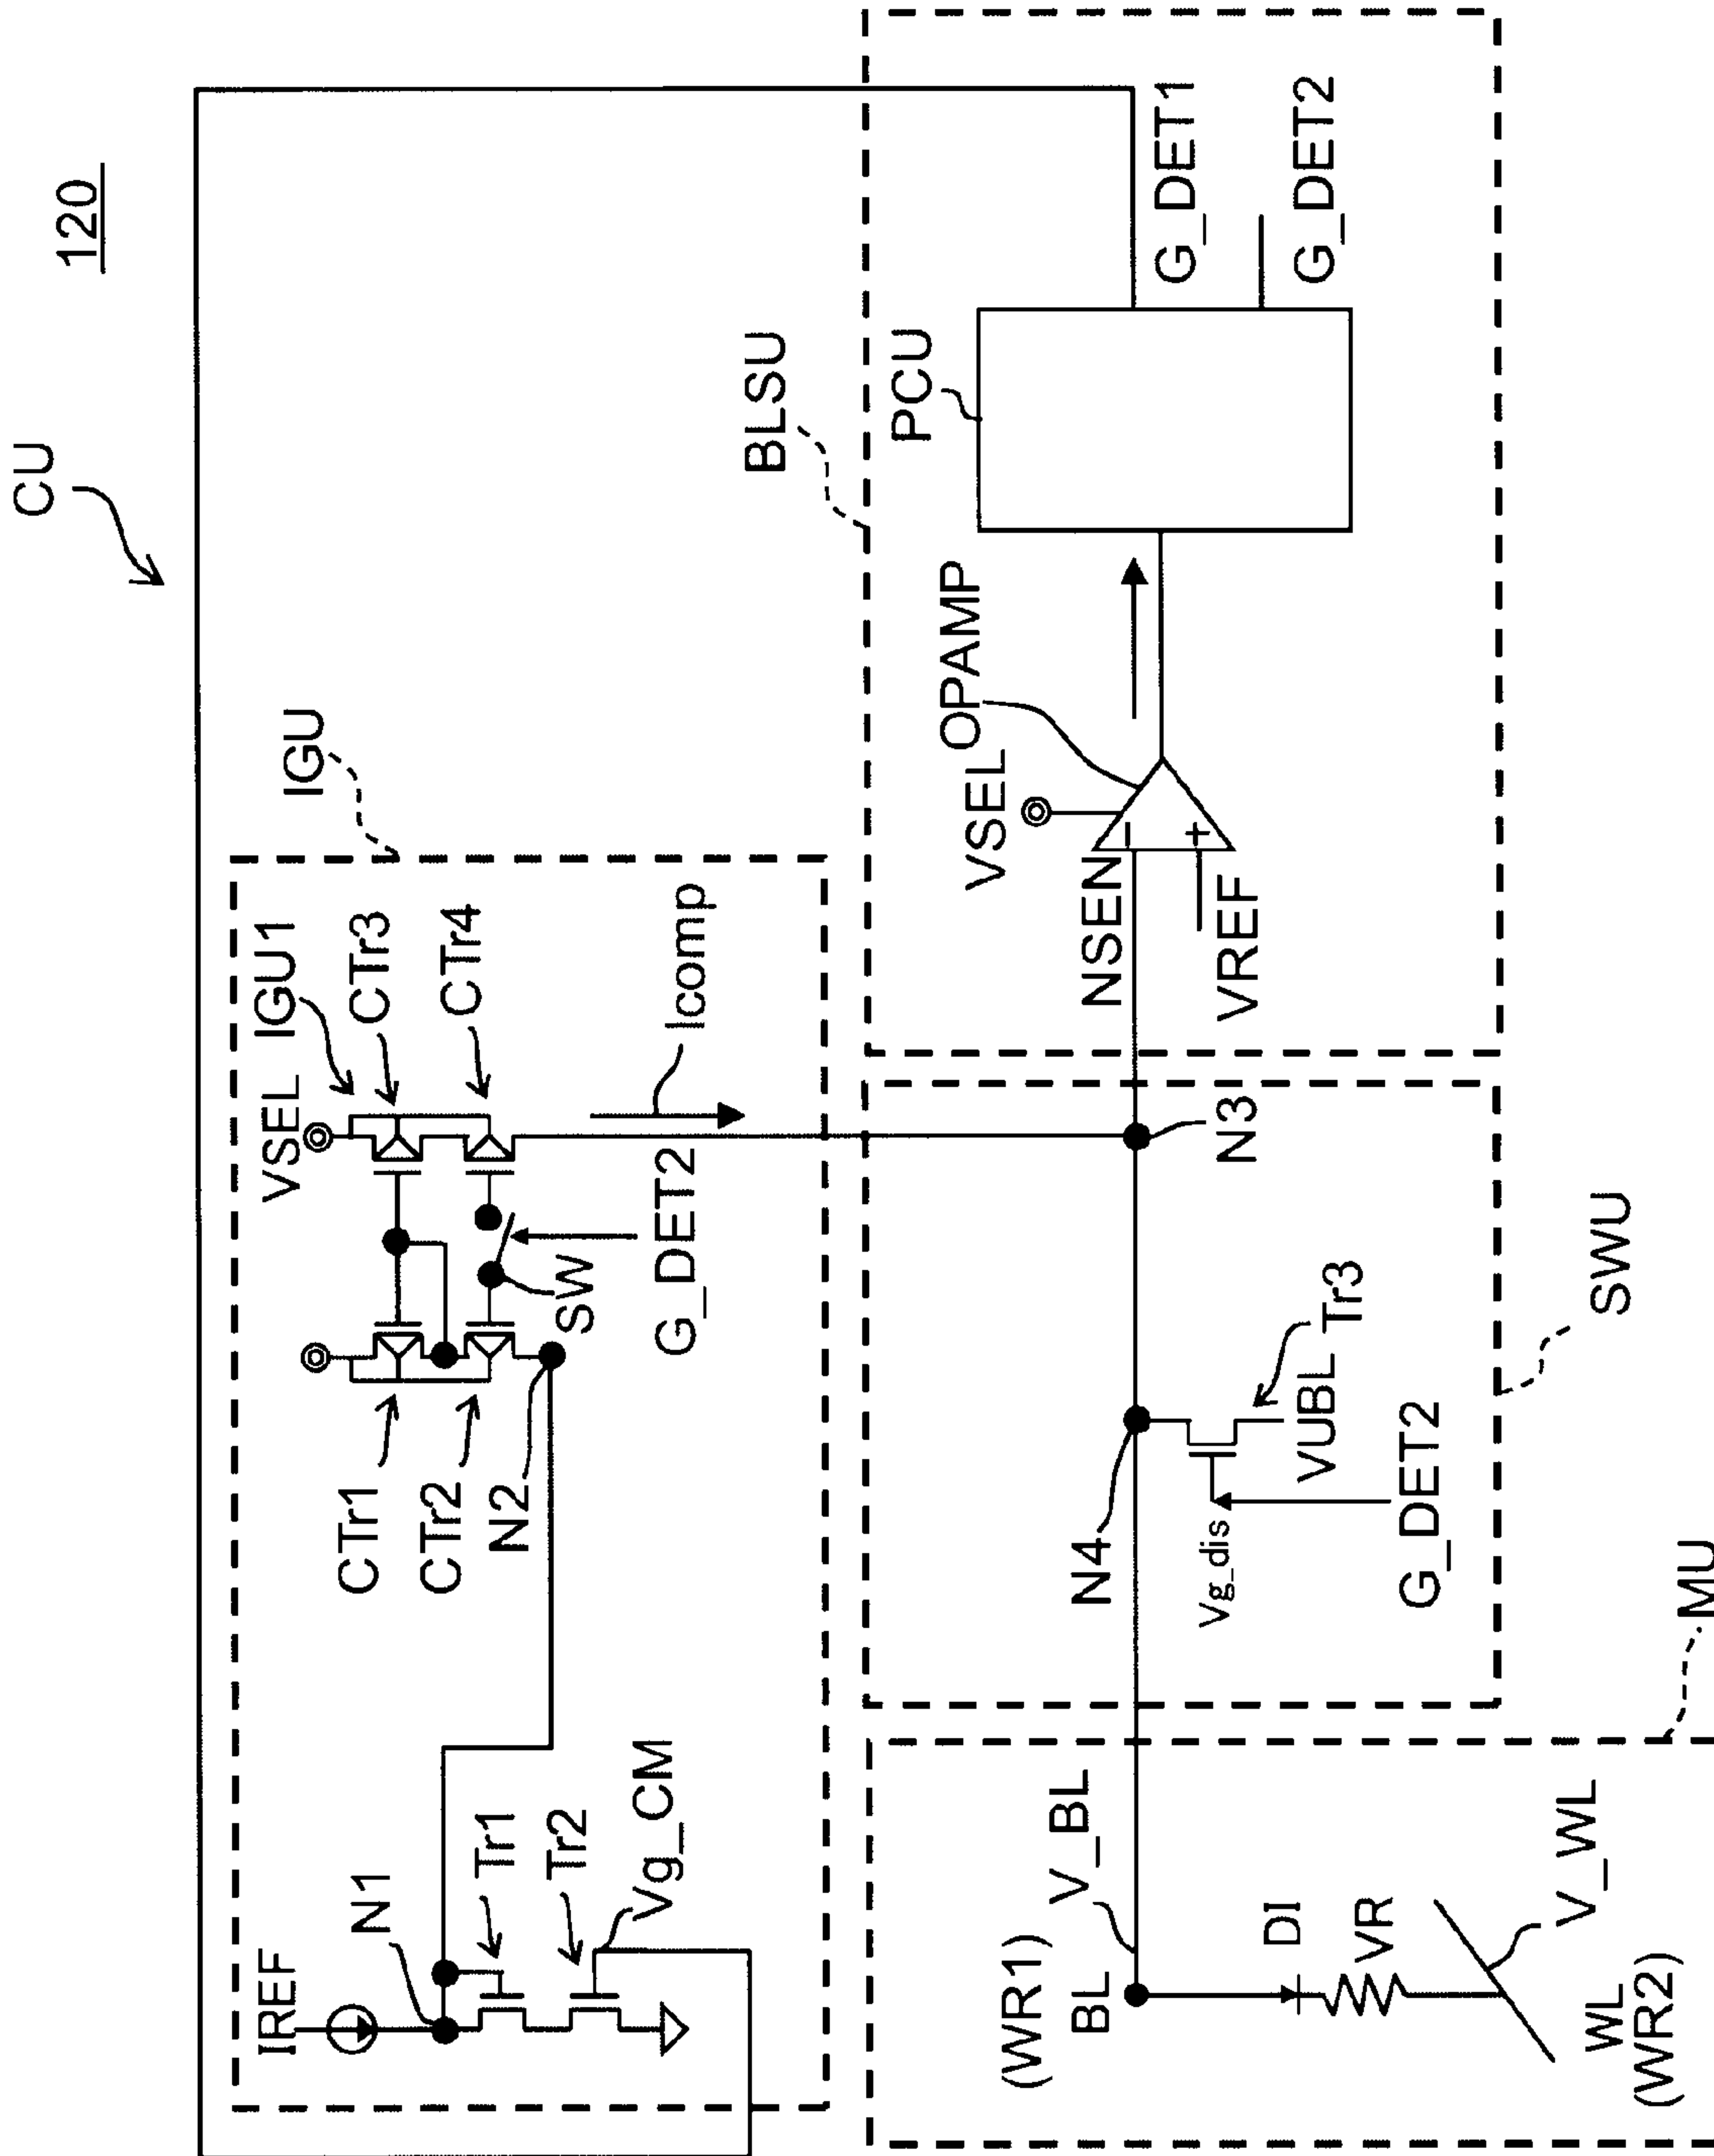 120
CU
IGU
IREF
N1
Tr1
Tr2
Vg_CM
CTr1
CTr2
N2
VSEL
IGU1
CTr3
CTr4
SW
G_DET2
Icomp
BLSU
PCU
VSEL
OPAMP
NSEN
−
+
VREF
G_DET1
G_DET2
N3
N4
Vg_dis
VUBL
Tr3
G_DET2
SWU
MU
(WR1)
BL
V_BL
DI
VR
WL
(WR2)
V_WL